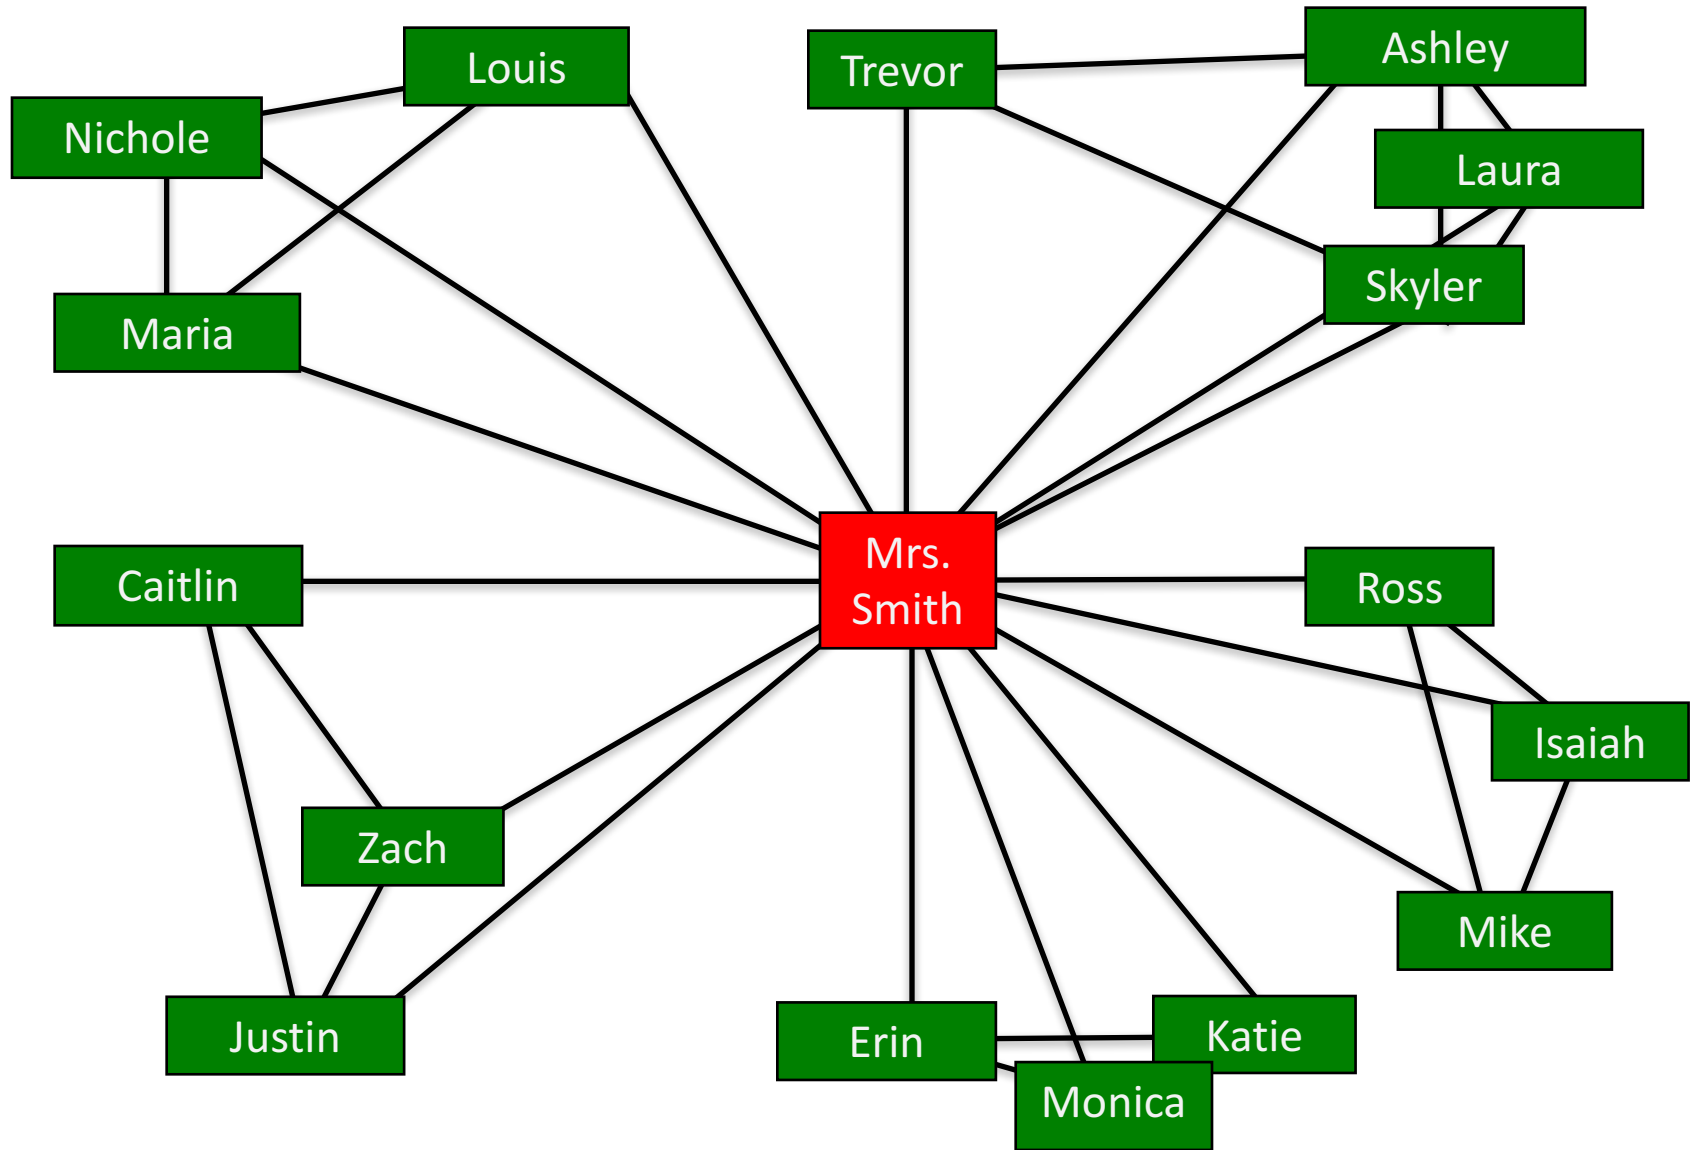 Louis
Trevor
Ashley
Nichole
Laura
Skyler
Maria
Mrs.
Smith
Caitlin
Ross
Isaiah
Zach
Mike
Justin
Erin
Katie
Monica